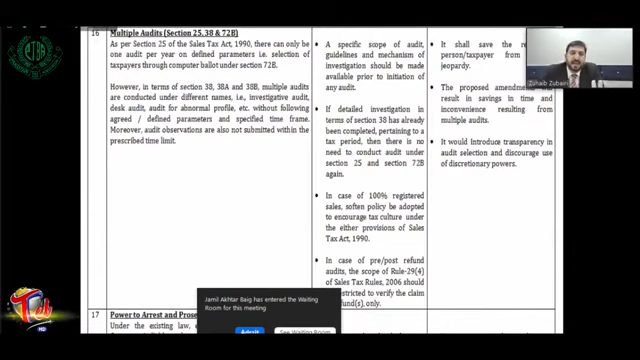 KTBA
16
Multiple Audits (Section 25, 38 & 72B)
As per Section 25 of the Sales Tax Act, 1990, there can only be
one audit per year on defined parameters i.e. selection of
taxpayers through computer ballot under section 72B.
However, in terms of section 38, 38A and 38B, multiple audits
are conducted under different names, i.e., investigative audit,
desk audit, audit for abnormal profile, etc. without following
agreed / defined parameters and specified time frame.
Moreover, audit observations are also not submitted within the
prescribed time limit.
• A specific scope of audit,
guidelines and mechanism of
investigation should be made
available prior to initiation of
any audit.
• If detailed investigation in
terms of section 38 has already
been completed, pertaining to
a tax period, then there is no
need to conduct audit under
section 25 and section 72B
again.
• In case of 100% registered
sales, soften policy be adopted
to encourage tax culture under
the either provisions of Sales
Tax Act, 1990.
• In case of pre/post refund
audits, the scope of Rule-29(4)
of Sales Tax Rules, 2006 should
stricted to verify the claim
fund(s), only.
• It shall save the re
person/taxpayer from
jeopardy.
• The proposed amendme
result in savings in time and
inconvenience resulting from
multiple audits.
• It would Introduce transparency in
audit selection and discourage use
of discretionary powers.
Zuhaib Zubairi
17
Power to Arrest and Prose
Under the existing law, e
Jamil Akhtar Baig has entered the Waiting
Room for this meeting
Admit
See Waiting Room
Teb
HD